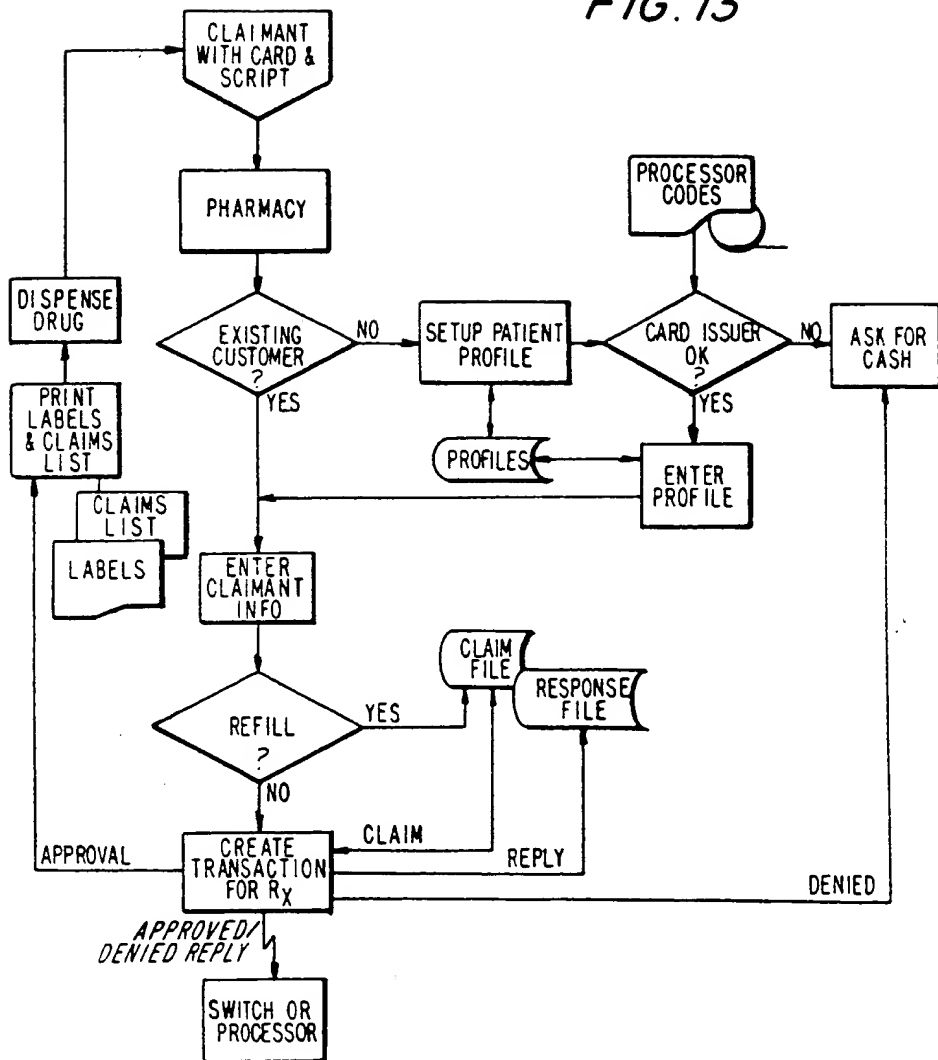 FIG. 13
CLAIMANT
WITH CARD &
SCRIPT
PHARMACY
PROCESSOR
CODES
DISPENSE
DRUG
EXISTING
CUSTOMER
?
NO
YES
SETUP PATIENT
PROFILE
CARD ISSUER
OK
?
NO
YES
ASK FOR
CASH
PRINT
LABELS
& CLAIMS
LIST
PROFILES
ENTER
PROFILE
CLAIMS
LIST
LABELS
ENTER
CLAIMANT
INFO
CLAIM
FILE
RESPONSE
FILE
REFILL
?
YES
NO
CLAIM
CREATE
TRANSACTION
FOR RX
APPROVAL
REPLY
DENIED
APPROVED/
DENIED REPLY
SWITCH OR
PROCESSOR